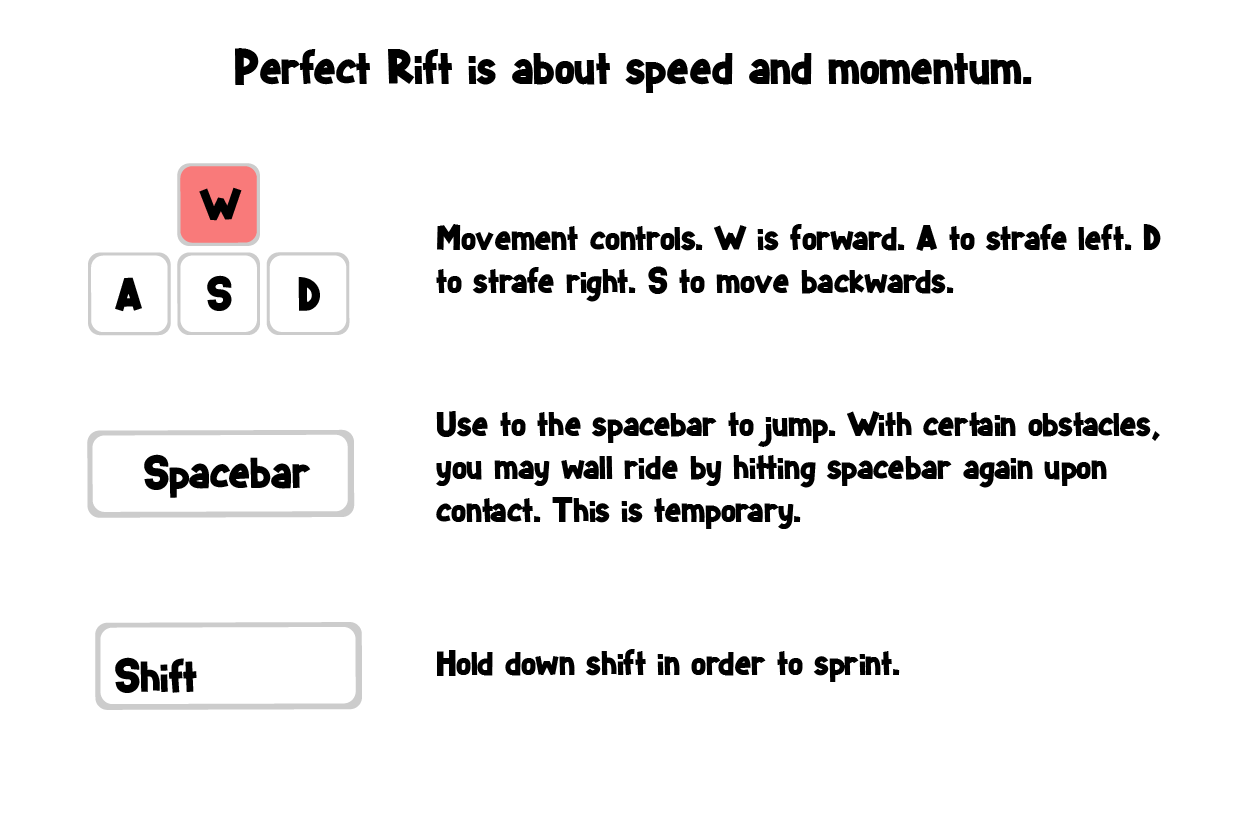 Perfect Rift is about speed and momentum.
W
A S D
Movement controls. W is forward. A to strafe left. D
to strafe right. S to move backwards.
Spacebar
Use to the spacebar to jump. With certain obstacles,
you may wall ride by hitting spacebar again upon
contact. This is temporary.
Shift
Hold down shift in order to sprint.